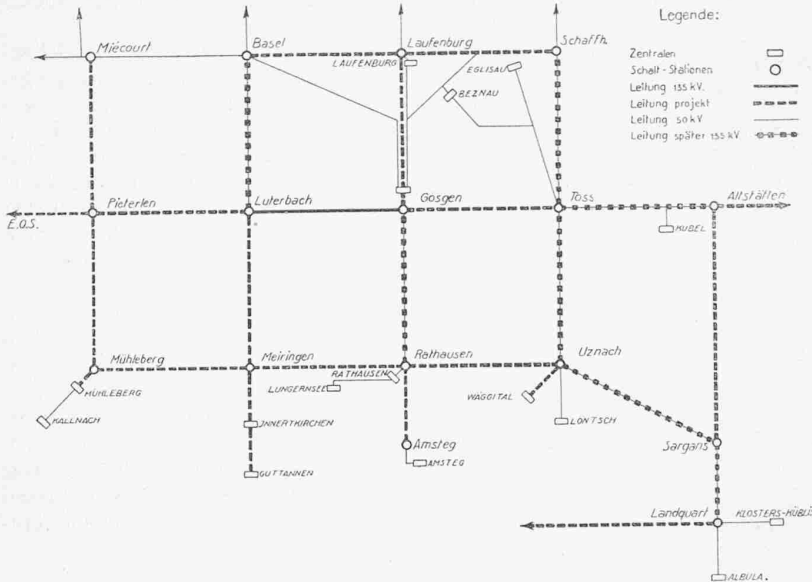 Legende:
Zentralen
Schalt-Stationen
Leitung 135 kV.
Leitung projekt
Leitung 50 kV
Leitung später 135 kV
Miécourt
Basel
Laufenburg
Schaffh.
LAUFENBURG
EGLISAU
BEZNAU
E.O.S.
Pieterlen
Luterbach
Gösgen
Töss
Altstätten
KUBEL
Mühleberg
Meiringen
Rathausen
Uznach
RATHAUSEN
LUNGERNSEE
MÜHLEBERG
KALLNACH
WÄGGITAL
LÖNTSCH
INNERTKIRCHEN
GUTTANNEN
Amsteg
AMSTEG
Sargans
Landquart
KLOSTERS-KÜBLIS
ALBULA.